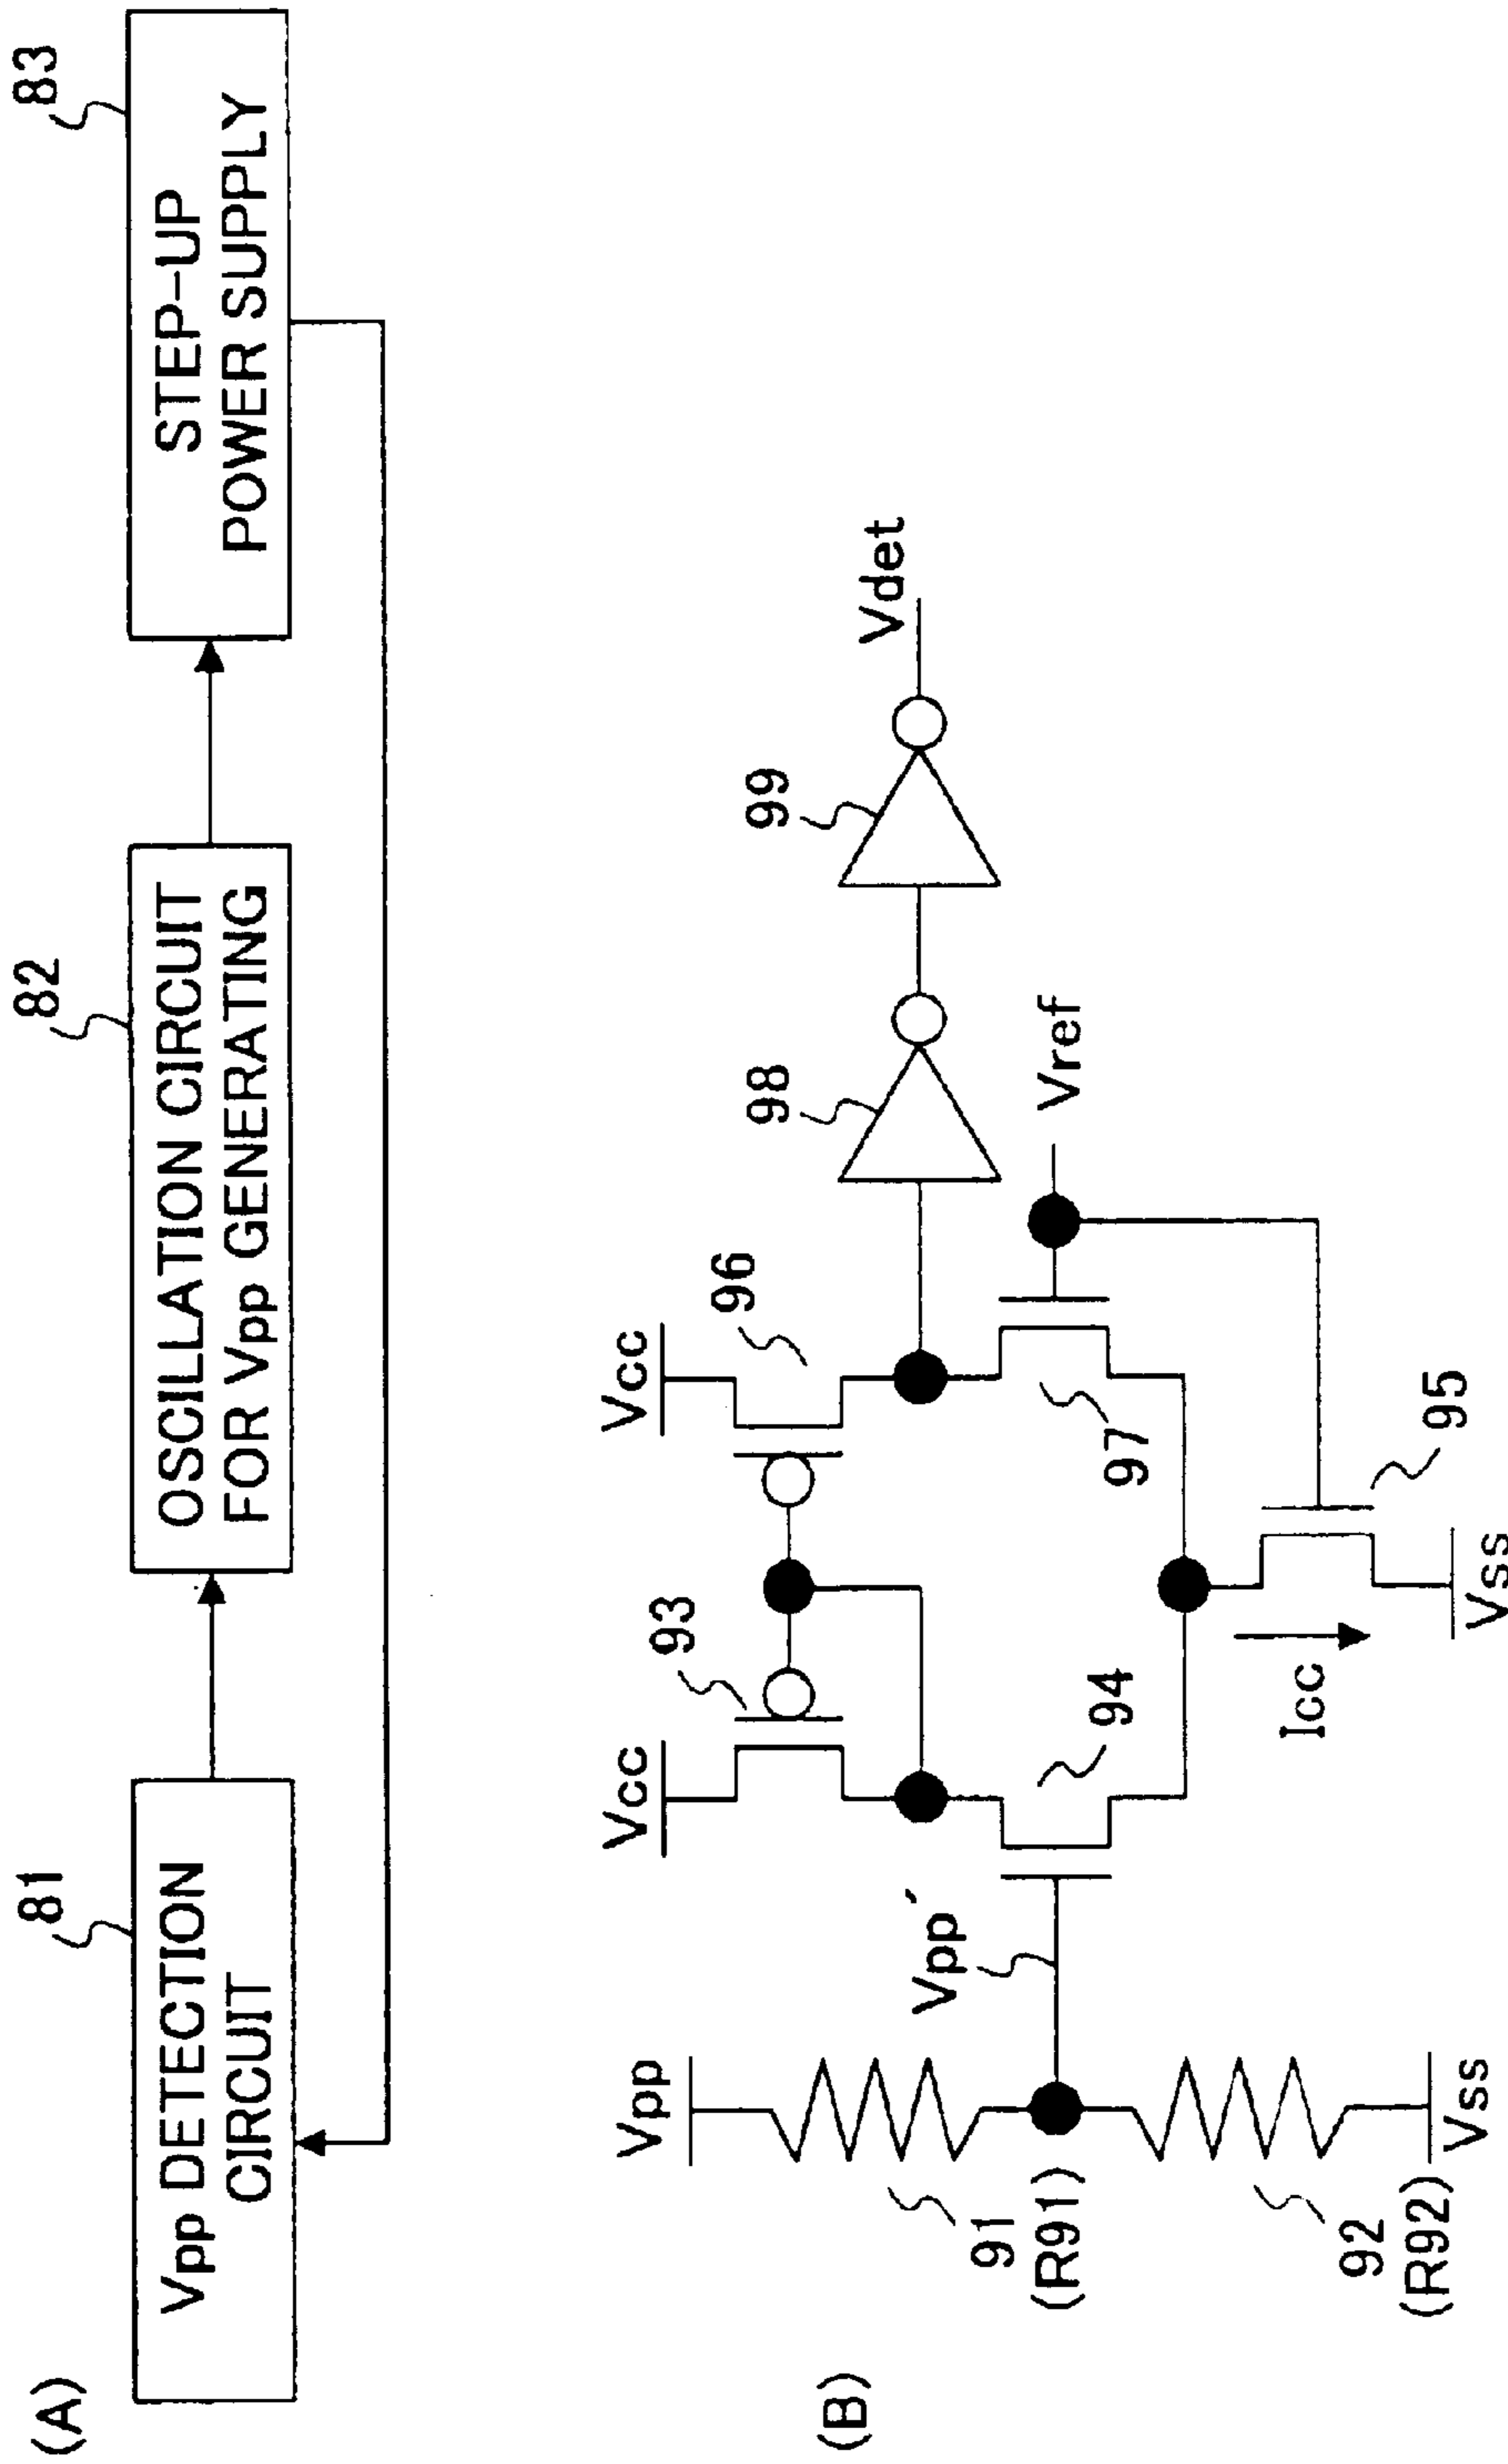 (A)
81
Vpp DETECTION
CIRCUIT
82
OSCILLATION CIRCUIT
FOR Vpp GENERATING
83
STEP-UP
POWER SUPPLY
(B)
Vpp
91
(R91)
92
(R92)
Vss
Vpp′
Vcc
93
94
Vcc
96
97
Icc
95
Vss
Vref
98
99
Vdet